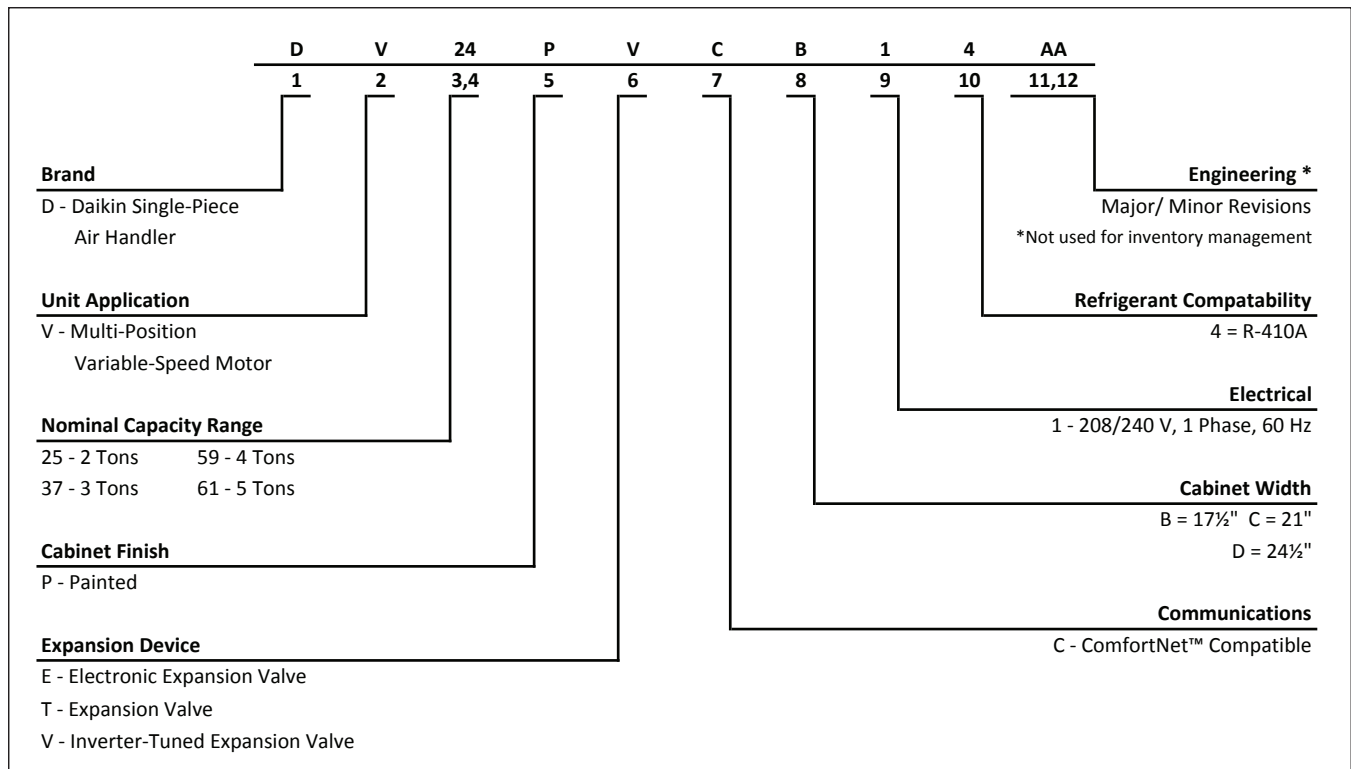 D V 24 P V C B 1 4 AA
1 2 3,4 5 6 7 8 9 10 11,12
Brand
D - Daikin Single-Piece
Air Handler
Unit Application
V - Multi-Position
Variable-Speed Motor
Nominal Capacity Range
25 - 2 Tons 59 - 4 Tons
37 - 3 Tons 61 - 5 Tons
Cabinet Finish
P - Painted
Expansion Device
E - Electronic Expansion Valve
T - Expansion Valve
V - Inverter-Tuned Expansion Valve
Engineering *
Major/ Minor Revisions
*Not used for inventory management
Refrigerant Compatability
4 = R-410A
Electrical
1 - 208/240 V, 1 Phase, 60 Hz
Cabinet Width
B = 17½" C = 21"
D = 24½"
Communications
C - ComfortNet™ Compatible